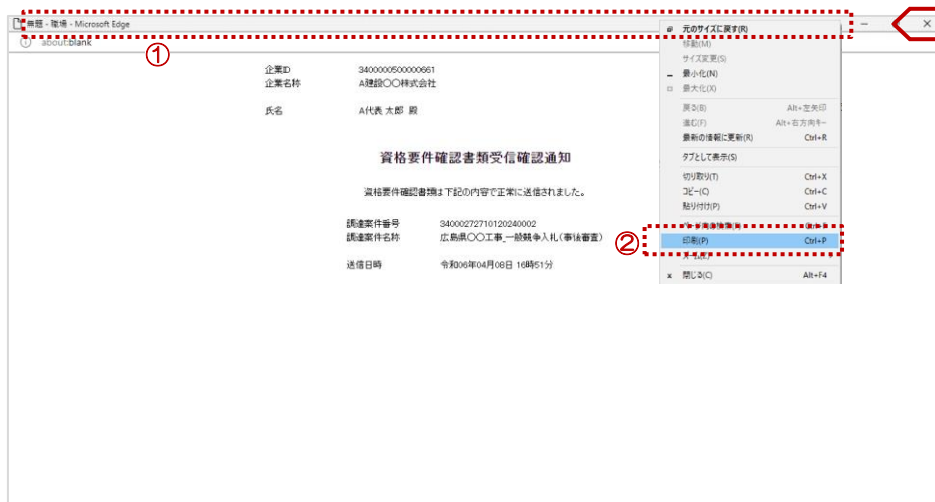 無題 - 職場 - Microsoft Edge
about:blank
①
企業ID 3400000500000661
企業名称 A建設〇〇株式会社
氏名 A代表 太郎 殿
資格要件確認書類受信確認通知
資格要件確認書類は下記の内容で正常に送信されました。
調達案件番号 34000272710120240002
調達案件名称 広島県〇〇工事_一般競争入札(事後審査)
送信日時 令和06年04月08日 16時51分
元のサイズに戻す(R)
移動(M)
サイズ変更(S)
最小化(N)
最大化(X)
戻る(B) Alt+左矢印
進む(F) Alt+右方向キー
最新の情報に更新(R) Ctrl+R
タブとして表示(S)
切り取り(T) Ctrl+X
コピー(C) Ctrl+C
貼り付け(P) Ctrl+V
②
印刷(P) Ctrl+P
閉じる(C) Alt+F4